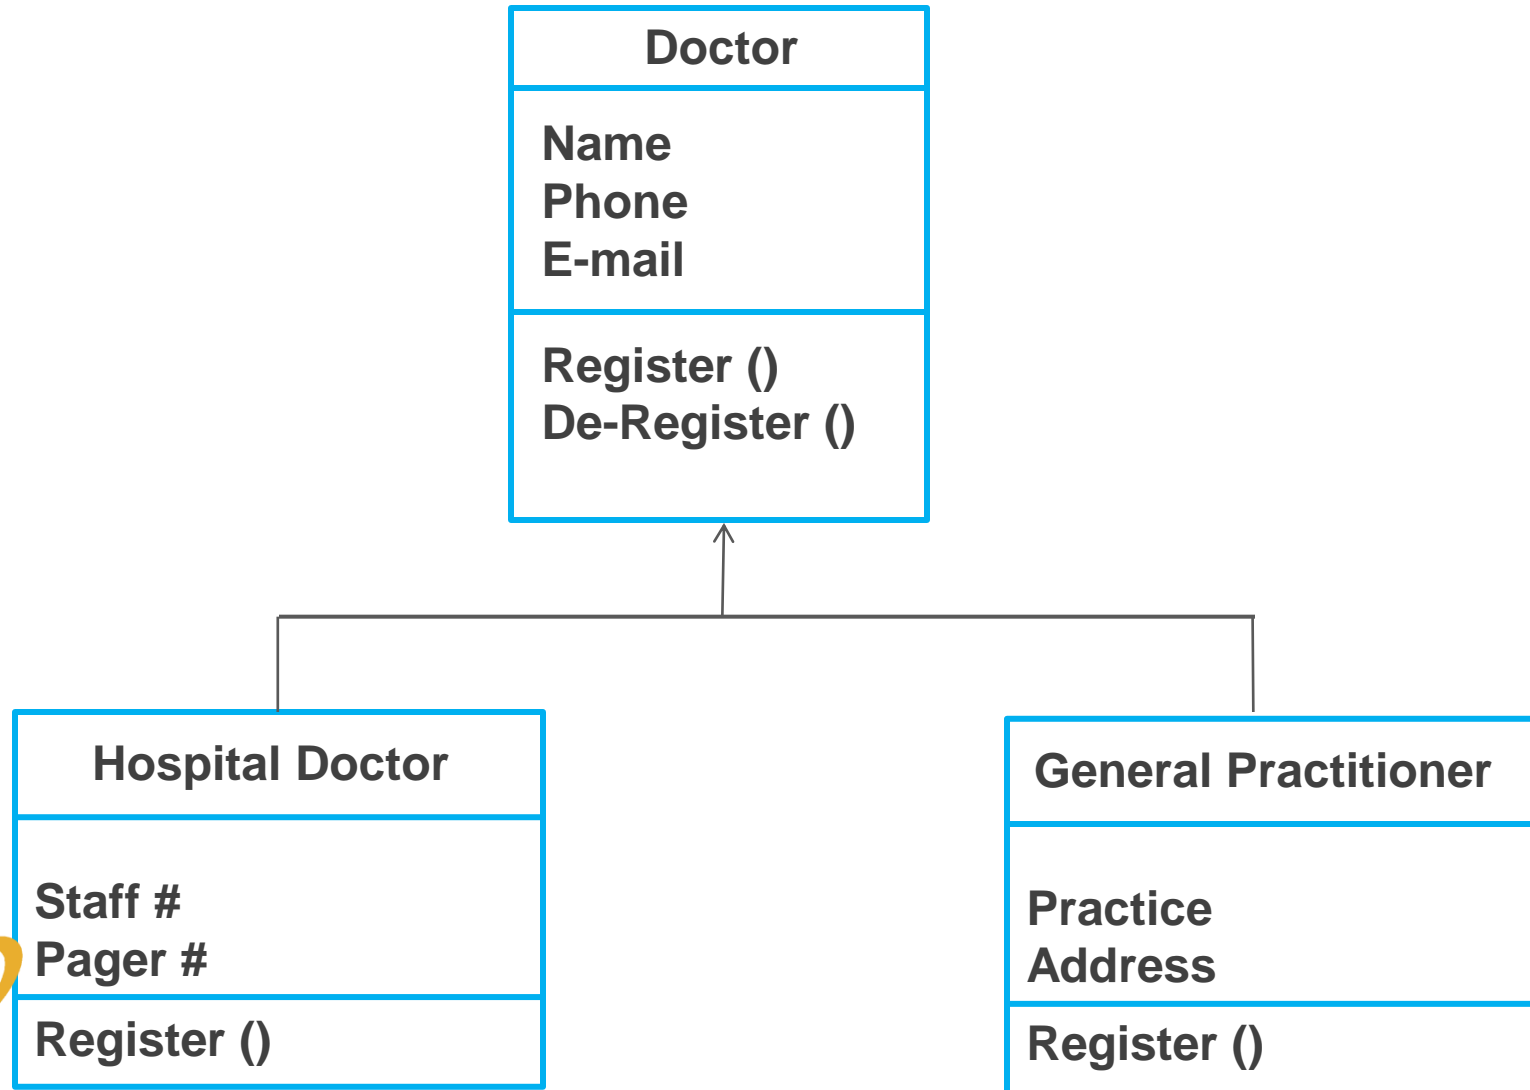 Doctor
Name
Phone
E-mail
Register ()
De-Register ()
Hospital Doctor
Staff #
Pager #
Register ()
General Practitioner
Practice
Address
Register ()